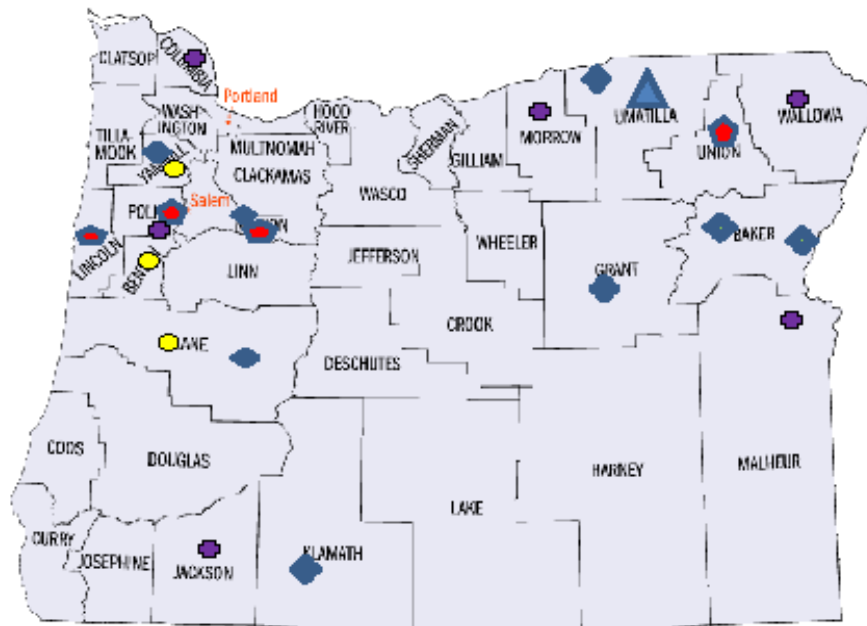 CLATSOP
COLUMBIA
Portland
WASH-
INGTON
TILLA-
MOOK
HOOD
RIVER
MULTNOMAH
CLACKAMAS
SHERMAN
GILLIAM
MORROW
UMATILLA
UNION
WALLOWA
WASCO
Salem
LINCOLN
LINN
JEFFERSON
WHEELER
GRANT
BAKER
CROOK
DESCHUTES
COOS
DOUGLAS
HARNEY
MALHEUR
LAKE
CURRY
JOSEPHINE
JACKSON
KLAMATH